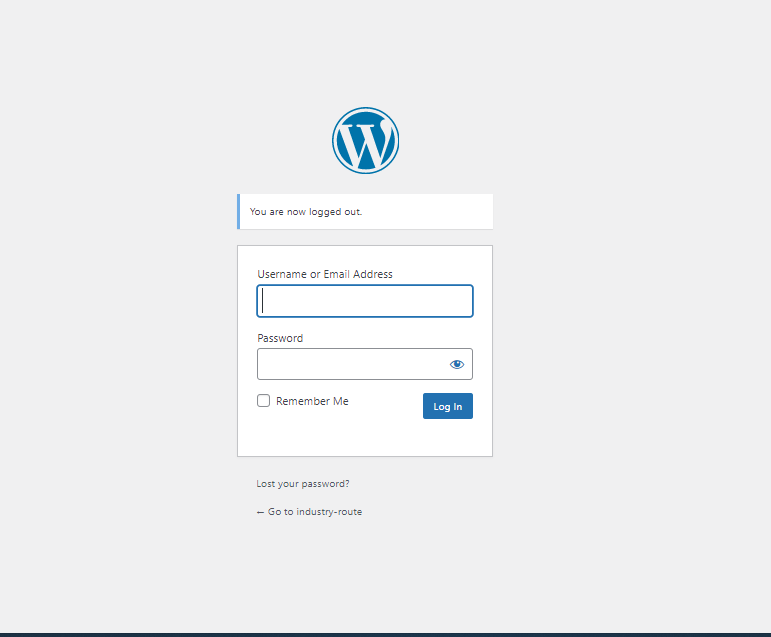 You are now logged out.
Username or Email Address
Password
Remember Me
Log In
Lost your password?
← Go to industry-route